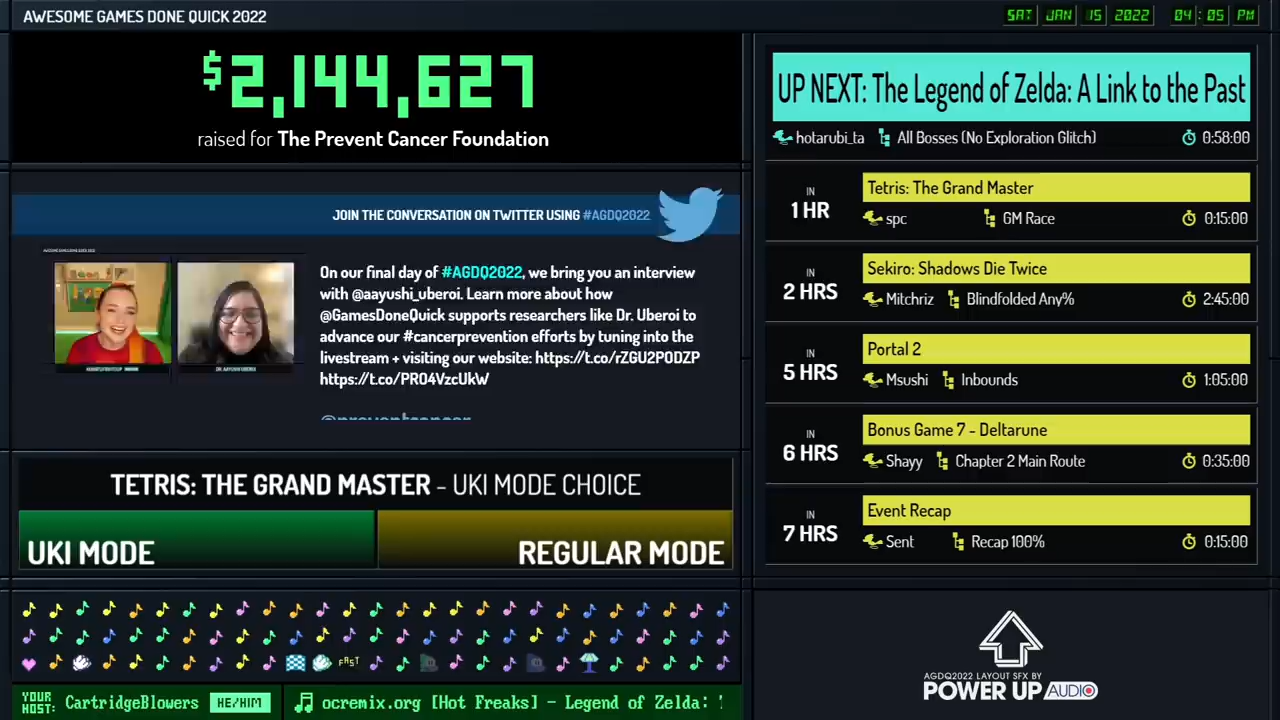 AWESOME GAMES DONE QUICK 2022
SAT JAN 15 2022 04:05 PM
$2,144,627
raised for The Prevent Cancer Foundation
JOIN THE CONVERSATION ON TWITTER USING #AGDQ2022
On our final day of #AGDQ2022, we bring you an interview
with @aayushi_uberoi. Learn more about how
@GamesDoneQuick supports researchers like Dr. Uberoi to
advance our #cancerprevention efforts by tuning into the
livestream + visiting our website: https://t.co/rZGU2PODZP
https://t.co/PRO4VzcUkW
@preventcancer
TETRIS: THE GRAND MASTER - UKI MODE CHOICE
UKI MODE
REGULAR MODE
FAST
YOUR HOST: CartridgeBlowers HE/HIM
ocremix.org [Hot Freaks] - Legend of Zelda:
UP NEXT: The Legend of Zelda: A Link to the Past
hotarubi_ta All Bosses (No Exploration Glitch) 0:58:00
IN 1 HR
Tetris: The Grand Master
spc GM Race 0:15:00
IN 2 HRS
Sekiro: Shadows Die Twice
Mitchriz Blindfolded Any% 2:45:00
IN 5 HRS
Portal 2
Msushi Inbounds 1:05:00
IN 6 HRS
Bonus Game 7 - Deltarune
Shayy Chapter 2 Main Route 0:35:00
IN 7 HRS
Event Recap
Sent Recap 100% 0:15:00
AGDQ2022 LAYOUT SFX BY
POWER UP AUDIO